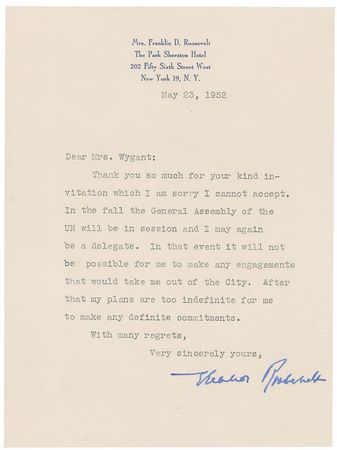 Mrs. Franklin D. Roosevelt
The Park Sheraton Hotel
202 Fifty Sixth Street West
New York 19, N. Y.
May 23, 1952
Dear Mrs. Wygant:
Thank you so much for your kind in-
vitation which I am sorry I cannot accept.
In the fall the General Assembly of the
UN will be in session and I may again
be a delegate. In that event it will not
be possible for me to make any engagements
that would take me out of the City. After
that my plans are too indefinite for me
to make any definite commitments.
With many regrets,
Very sincerely yours,
Eleanor Roosevelt